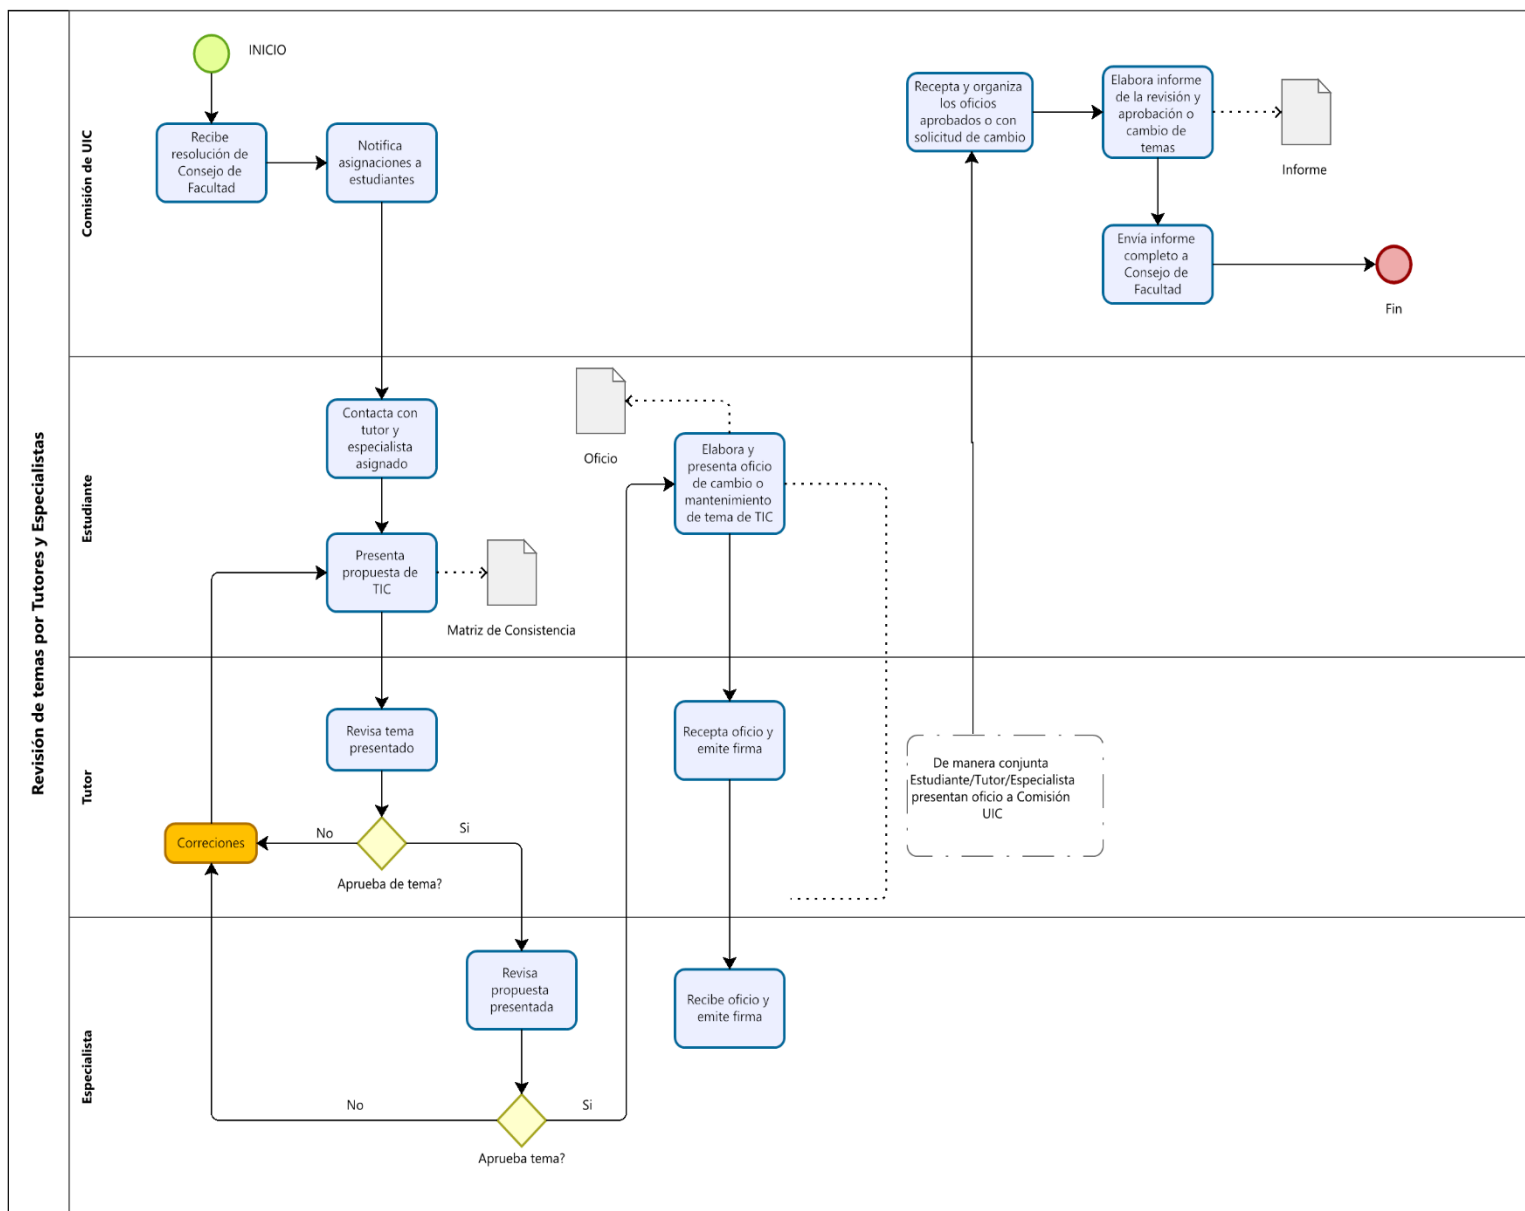 Revisión de temas por Tutores y Especialistas
Comisión de UIC
INICIO
Recibe
resolución de
Consejo de
Facultad
Notifica
asignaciones a
estudiantes
Recepta y organiza
los oficios
aprobados o con
solicitud de cambio
Elabora informe
de la revisión y
aprobación o
cambio de
temas
Informe
Envía informe
completo a
Consejo de
Facultad
Fin
Estudiante
Contacta con
tutor y
especialista
asignado
Presenta
propuesta de
TIC
Matriz de Consistencia
Oficio
Elabora y
presenta oficio
de cambio o
mantenimiento
de tema de TIC
Tutor
Revisa tema
presentado
Correciones
No
Si
Aprueba de tema?
Recepta oficio y
emite firma
De manera conjunta
Estudiante/Tutor/Especialista
presentan oficio a Comisión
UIC
Especialista
Revisa
propuesta
presentada
No
Si
Aprueba tema?
Recibe oficio y
emite firma